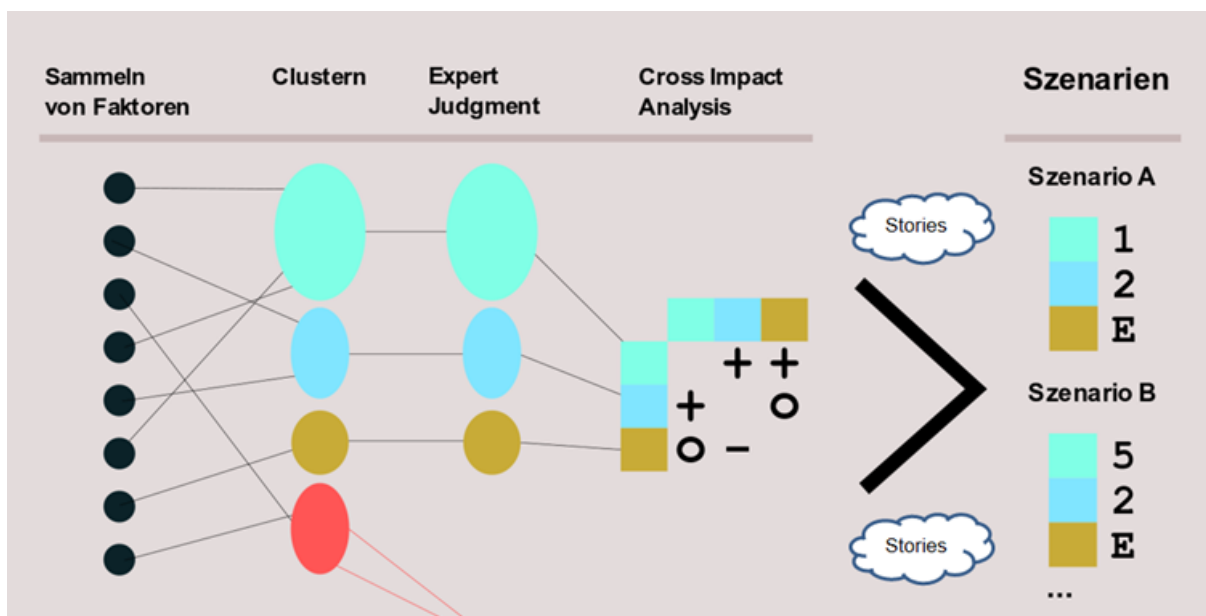 Sammeln
von Faktoren
Clustern
Expert
Judgment
Cross Impact
Analysis
Szenarien
Szenario A
Stories
1
2
E
+ +
+ o
o -
Szenario B
5
2
E
Stories
...